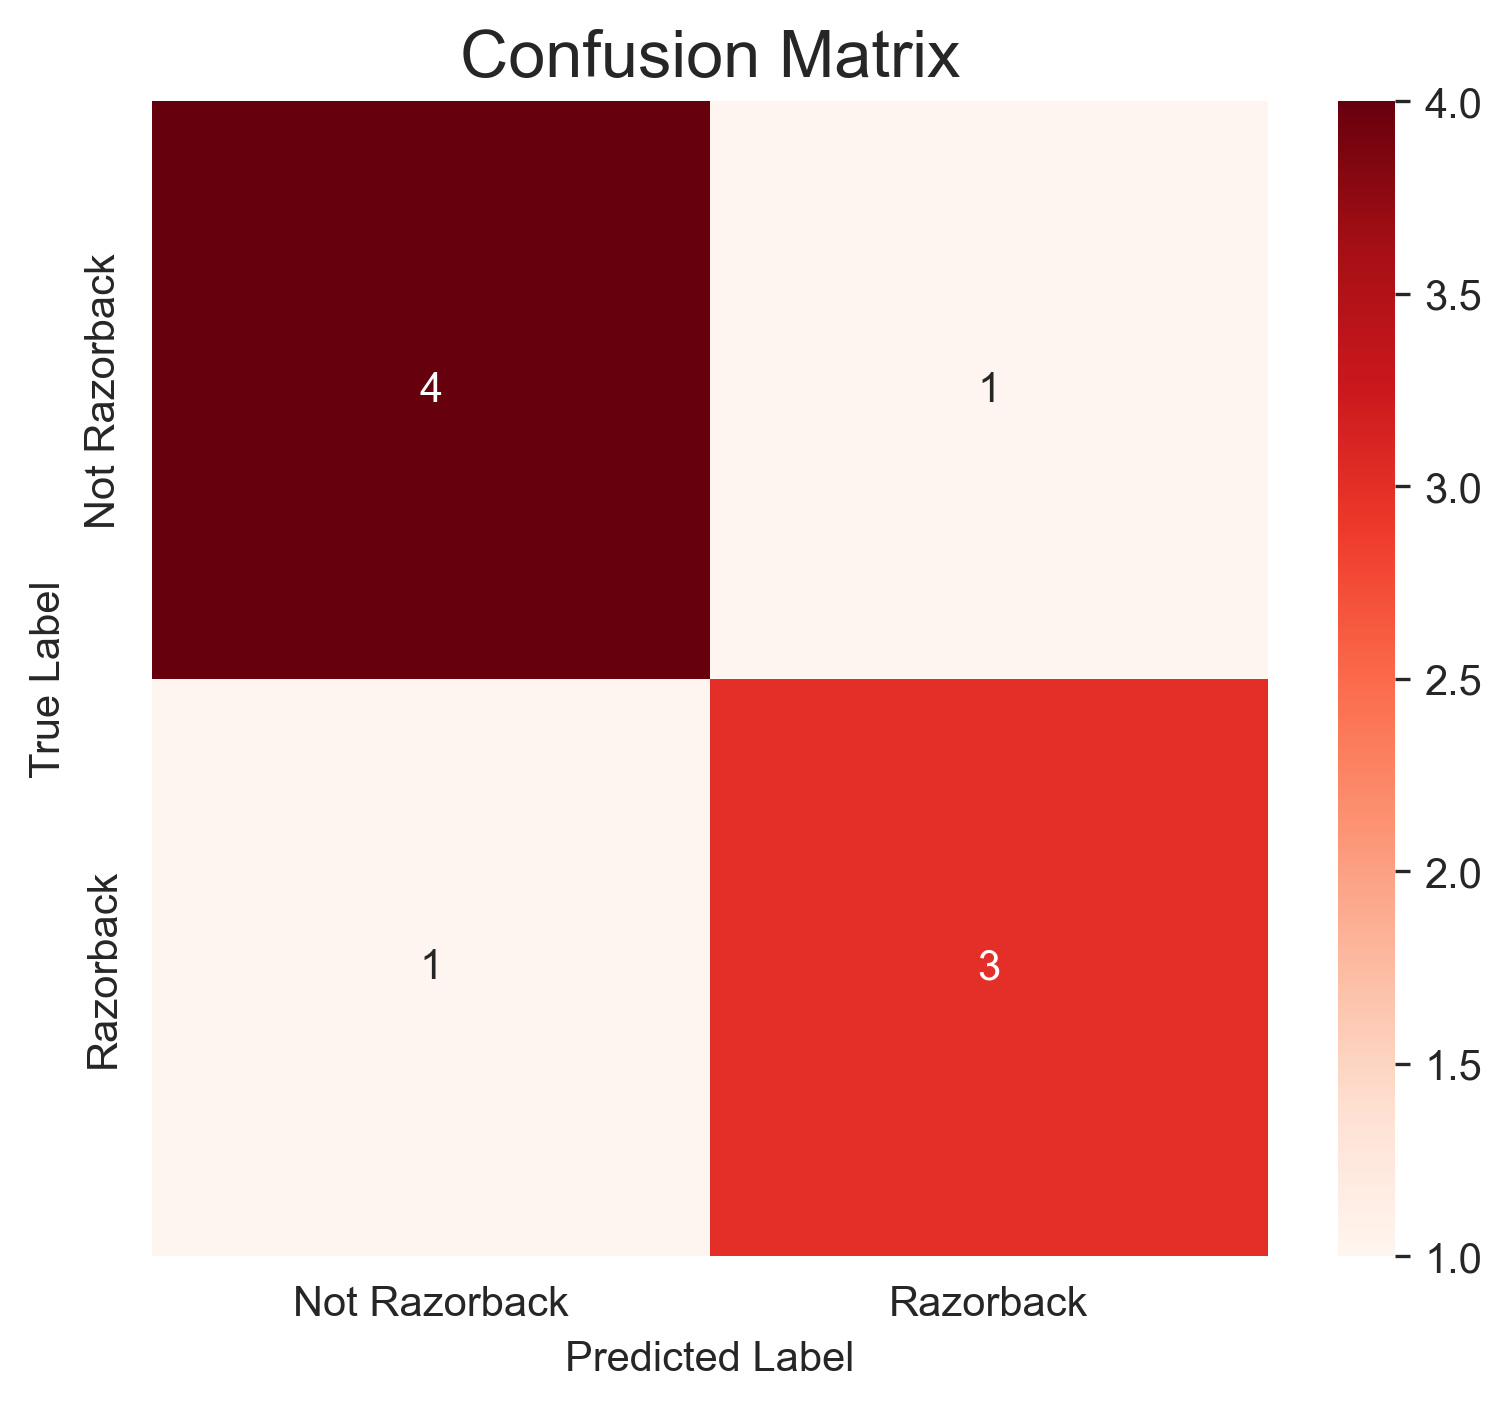 Confusion Matrix
True Label
Not Razorback
Razorback
4
1
1
3
Not Razorback
Razorback
Predicted Label
4.0
3.5
3.0
2.5
2.0
1.5
1.0